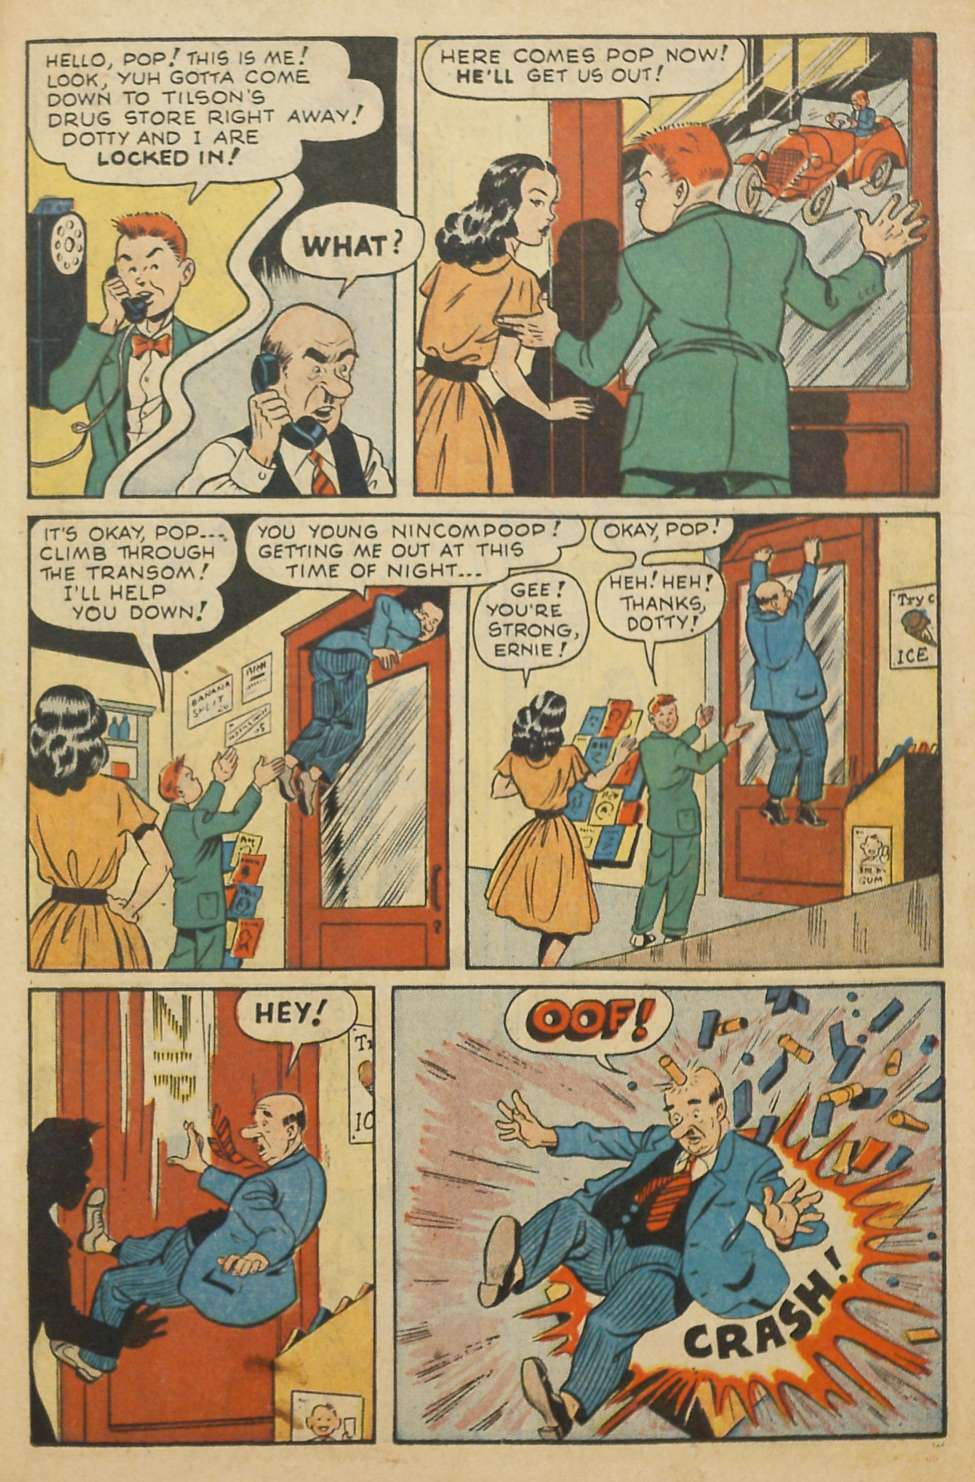 HELLO, POP! THIS IS ME!
LOOK, YUH GOTTA COME
DOWN TO TILSON'S
DRUG STORE RIGHT AWAY!
DOTTY AND I ARE
LOCKED IN!
WHAT?
HERE COMES POP NOW!
HE'LL GET US OUT!
IT'S OKAY, POP---
CLIMB THROUGH
THE TRANSOM!
I'LL HELP
YOU DOWN!
YOU YOUNG NINCOMPOOP!
GETTING ME OUT AT THIS
TIME OF NIGHT---
BANANA
SPLIT
GEE!
YOU'RE
STRONG,
ERNIE!
OKAY, POP!
HEH! HEH!
THANKS,
DOTTY!
Try
ICE
GUM
HEY!
OOF!
CRASH!